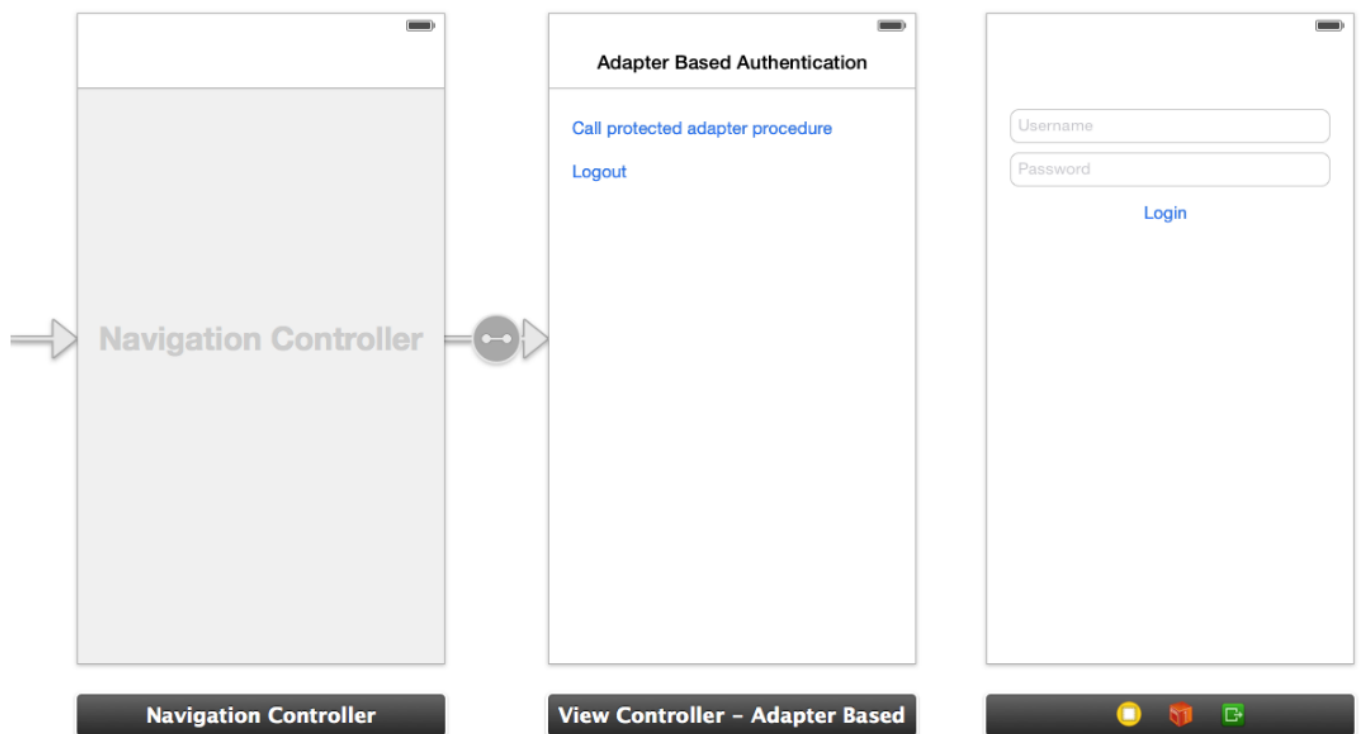 Adapter Based Authentication
Call protected adapter procedure
Logout
Username
Password
Login
Navigation Controller
Navigation Controller
View Controller – Adapter Based